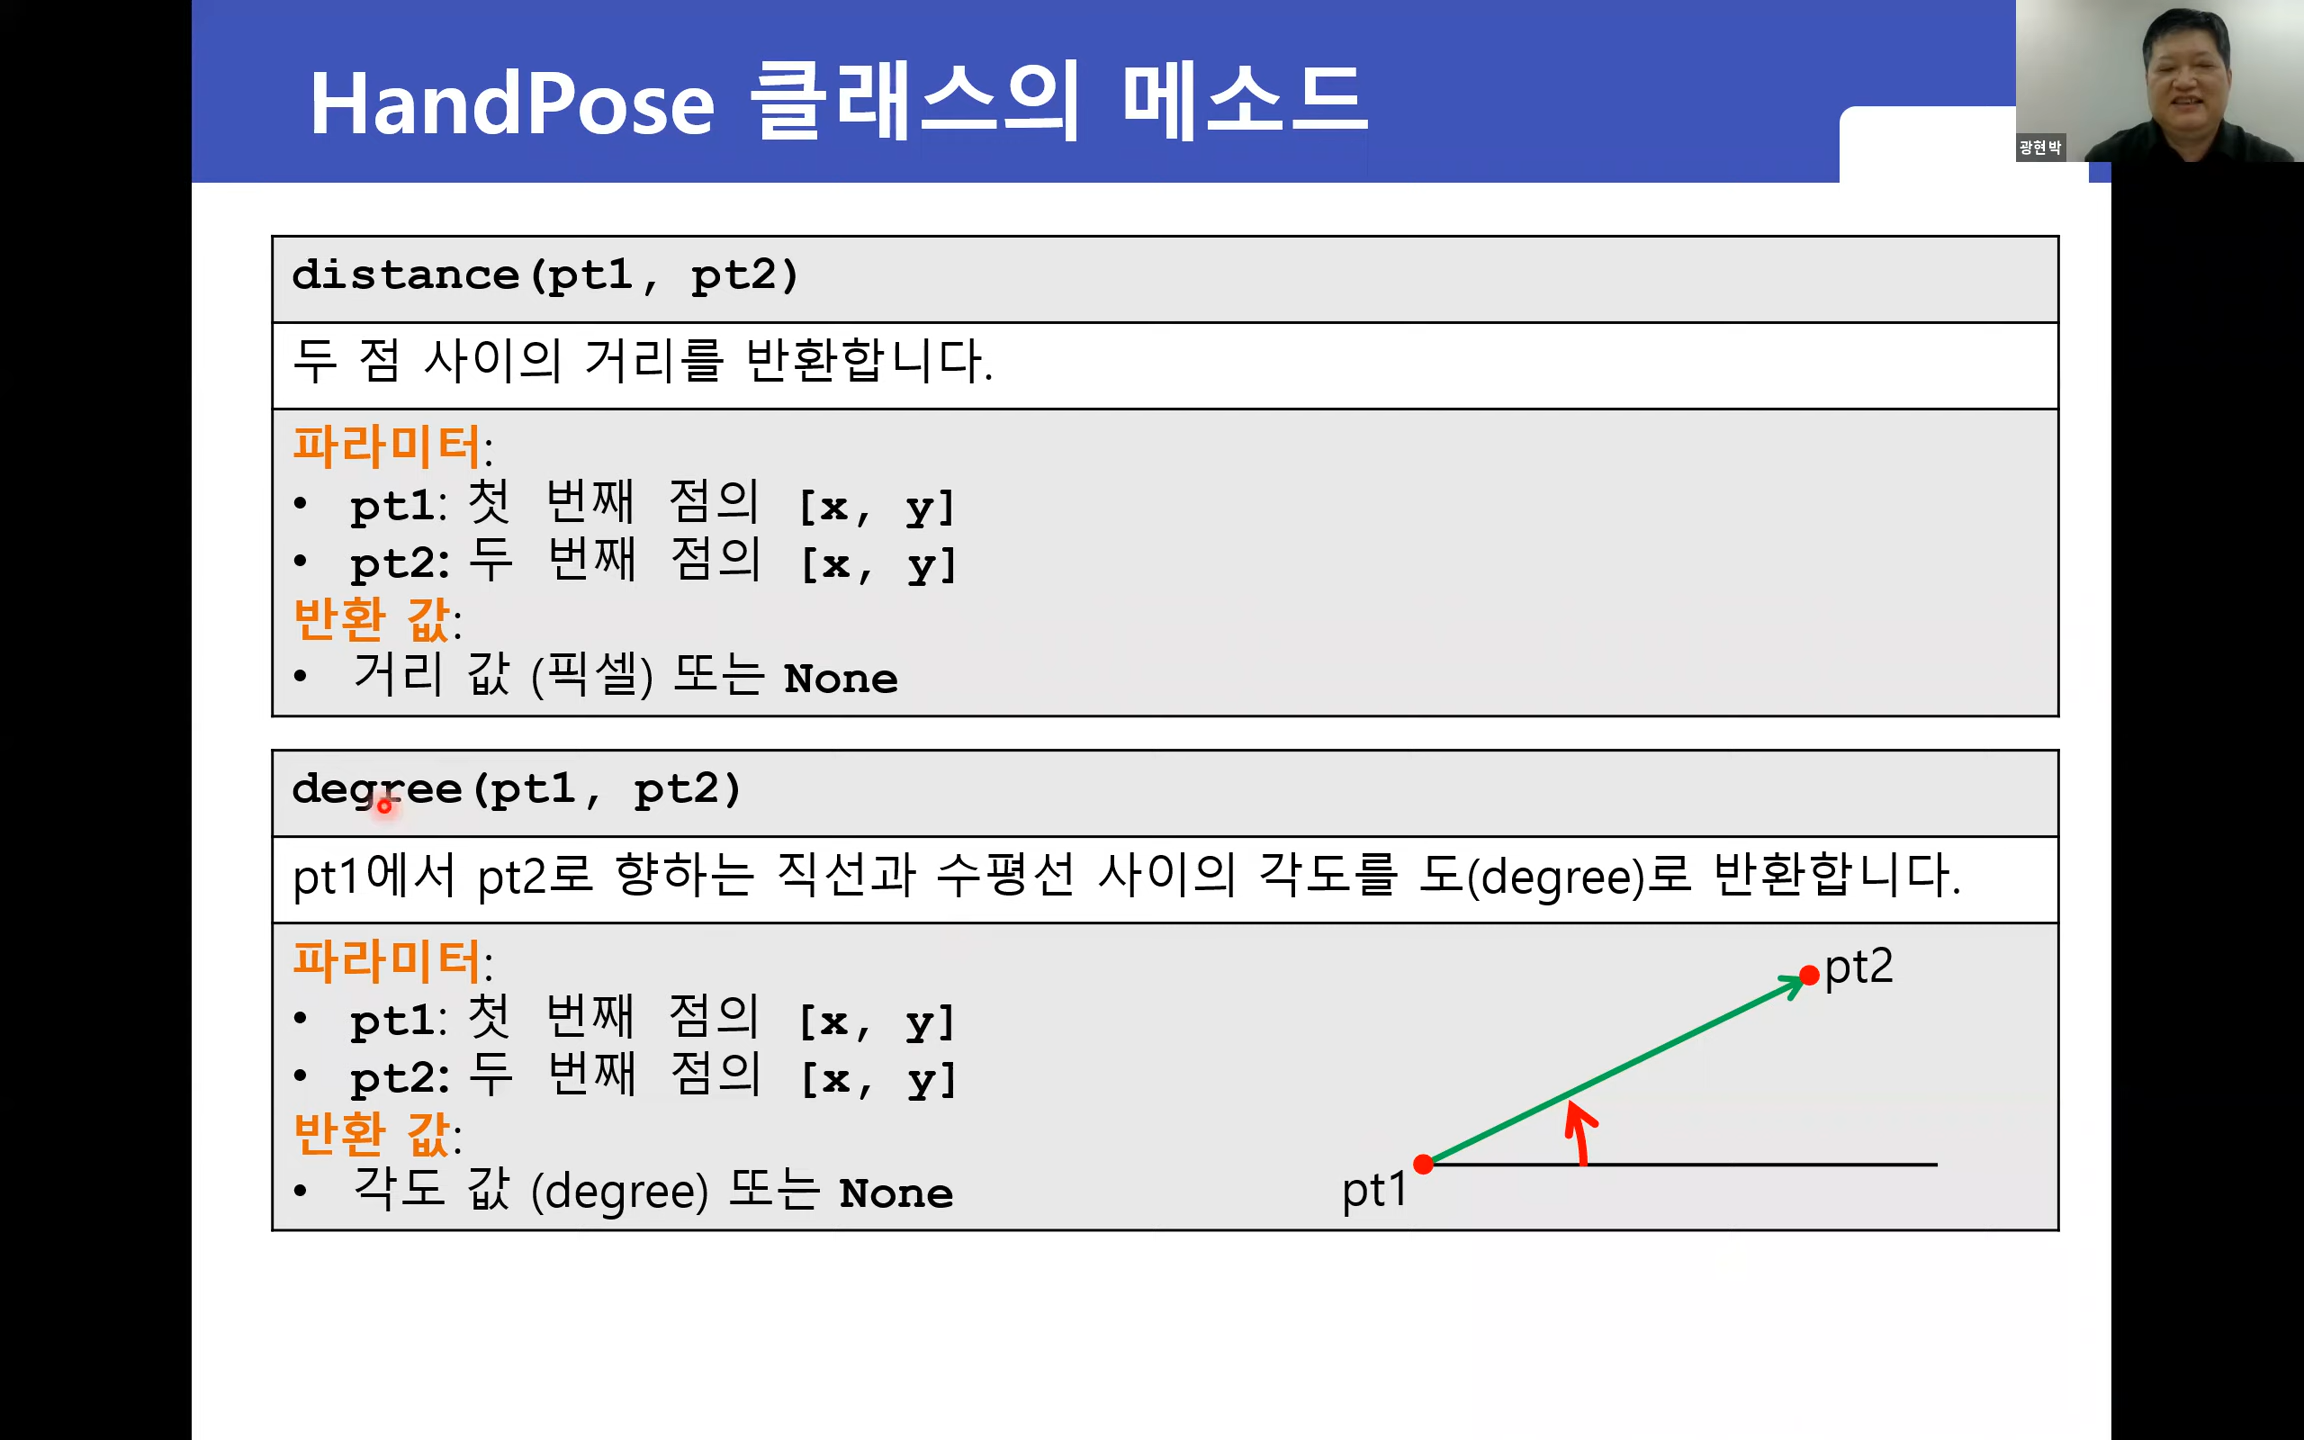 HandPose 클래스의 메소드
광현박
distance(pt1, pt2)
두 점 사이의 거리를 반환합니다.
파라미터:
• pt1: 첫 번째 점의 [x, y]
• pt2: 두 번째 점의 [x, y]
반환 값:
• 거리 값 (픽셀) 또는 None
degree(pt1, pt2)
pt1에서 pt2로 향하는 직선과 수평선 사이의 각도를 도(degree)로 반환합니다.
파라미터:
• pt1: 첫 번째 점의 [x, y]
• pt2: 두 번째 점의 [x, y]
반환 값:
• 각도 값 (degree) 또는 None
pt2
pt1